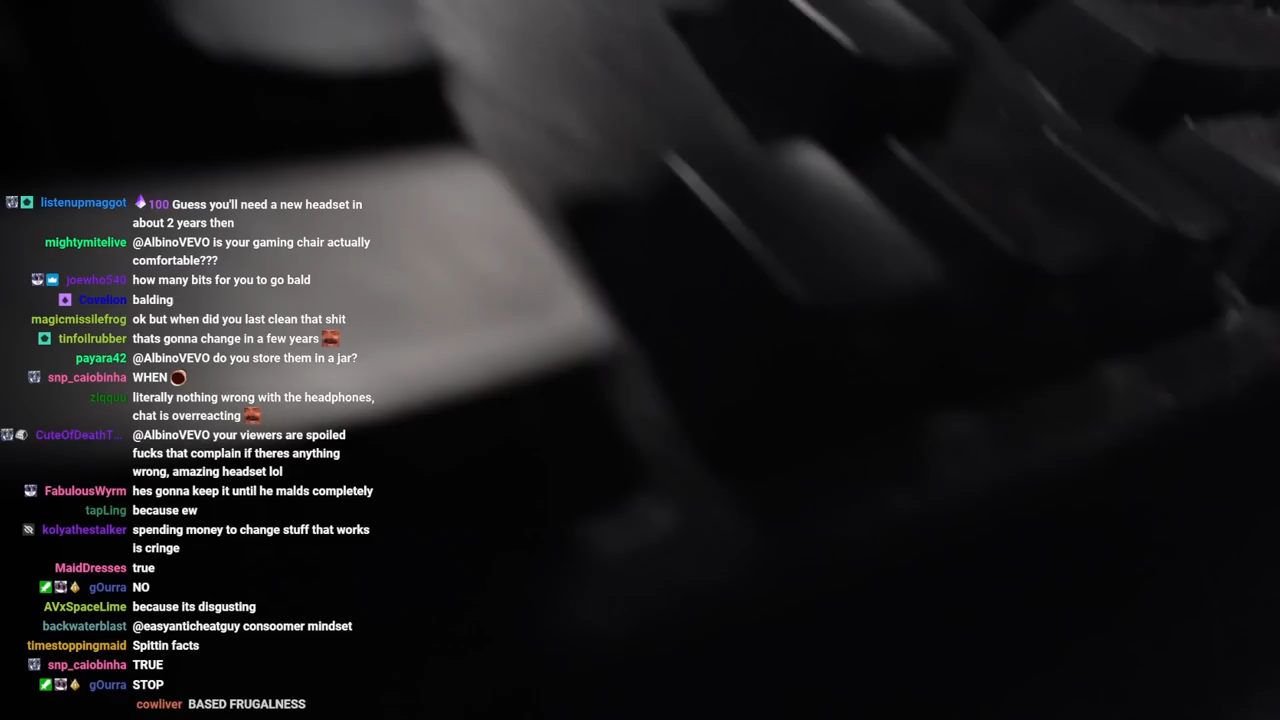 listenupmaggot 100 Guess you'll need a new headset in
about 2 years then
mightymitelive @AlbinoVEVO is your gaming chair actually
comfortable???
joewho540 how many bits for you to go bald
Covelion balding
magicmissilefrog ok but when did you last clean that shit
tinfoilrubber thats gonna change in a few years
payara42 @AlbinoVEVO do you store them in a jar?
snp_caiobinha WHEN
ziqquu literally nothing wrong with the headphones,
chat is overreacting
CuteOfDeathT... @AlbinoVEVO your viewers are spoiled
fucks that complain if theres anything
wrong, amazing headset lol
FabulousWyrm hes gonna keep it until he malds completely
tapLing because ew
kolyathestalker spending money to change stuff that works
is cringe
MaidDresses true
gOurra NO
AVxSpaceLime because its disgusting
backwaterblast @easyanticheatguy consoomer mindset
timestoppingmaid Spittin facts
snp_caiobinha TRUE
gOurra STOP
cowliver BASED FRUGALNESS